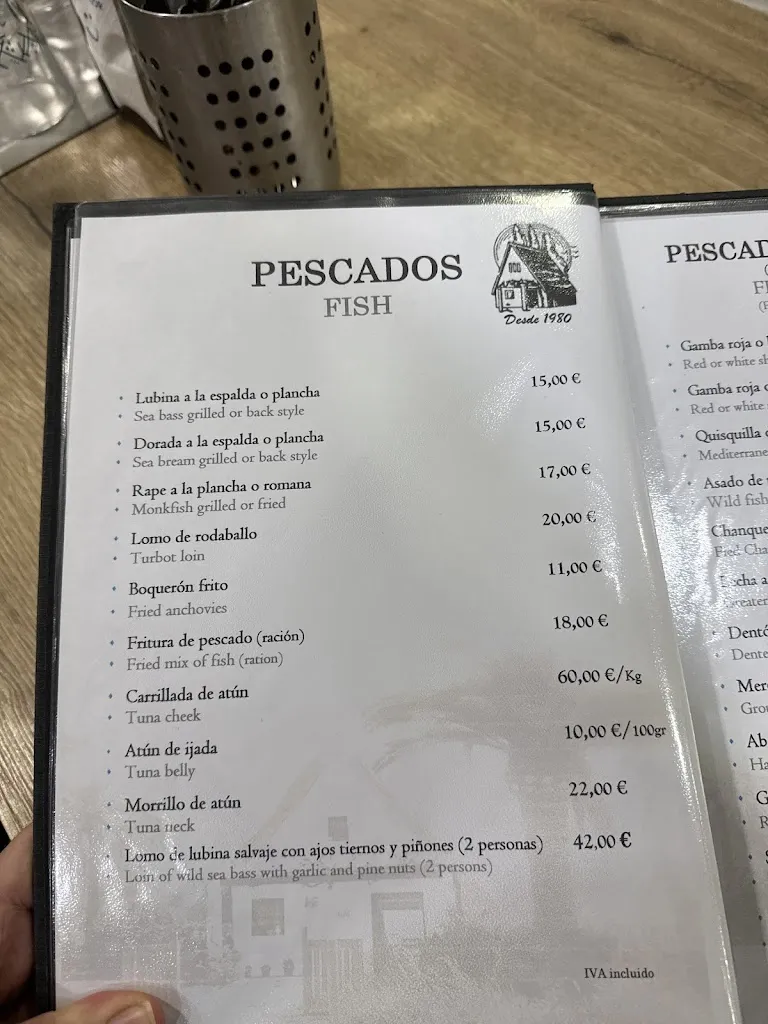 PESCADOS
FISH
Desde 1980
Lubina a la espalda o plancha 15,00 €
Sea bass grilled or back style
Dorada a la espalda o plancha 15,00 €
Sea bream grilled or back style
Rape a la plancha o romana 17,00 €
Monkfish grilled or fried
Lomo de rodaballo 20,00 €
Turbot loin
Boquerón frito 11,00 €
Fried anchovies
Fritura de pescado (ración) 18,00 €
Fried mix of fish (ration)
Carrillada de atún 60,00 €/Kg
Tuna cheek
Atún de ijada 10,00 €/100gr
Tuna belly
Morrillo de atún 22,00 €
Tuna neck
Lomo de lubina salvaje con ajos tiernos y piñones (2 personas) 42,00 €
Loin of wild sea bass with garlic and pine nuts (2 persons)
IVA incluido
PESCAD
Gamba roja o
Red or white
Gamba roja
Red or white
Quisquilla
Mediterrane
Asado de
Wild fish
Chanque
Dentó
Dente
Mer
Gro
Ab
Ha
G
R